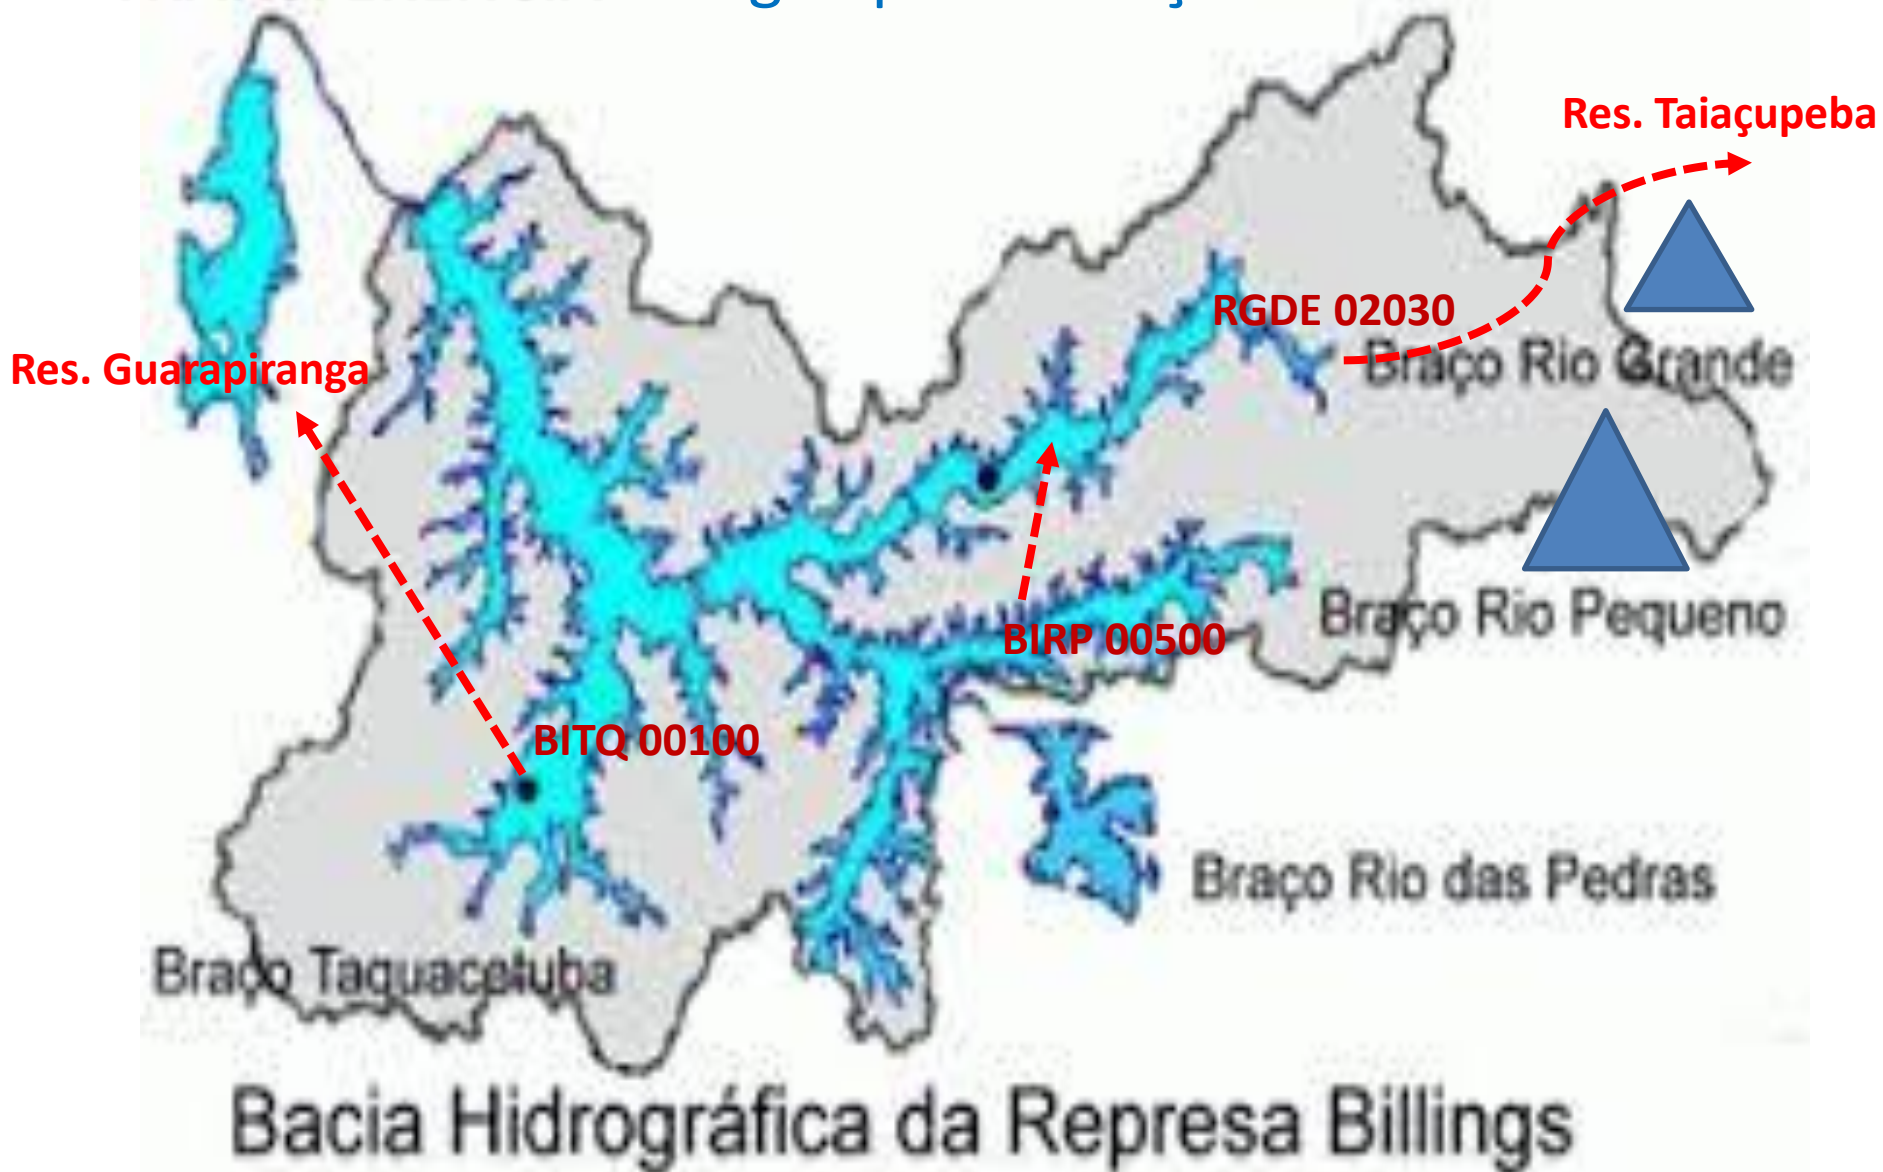 Res. Taiaçupeba
RGDE 02030
Braço Rio Grande
Res. Guarapiranga
Braço Rio Pequeno
BIRP 00500
BITQ 00100
Braço Rio das Pedras
Braço Taquacetuba
Bacia Hidrográfica da Represa Billings